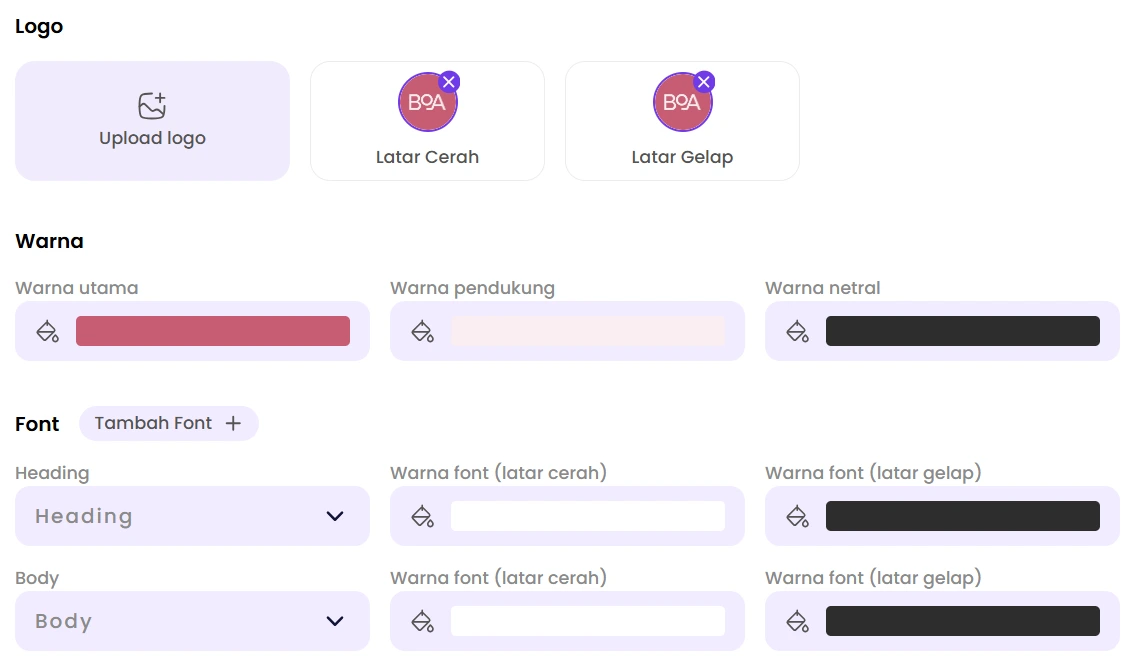 Logo
Upload logo
BOA
Latar Cerah
BOA
Latar Gelap
Warna
Warna utama
Warna pendukung
Warna netral
Font
Tambah Font +
Heading
Warna font (latar cerah)
Warna font (latar gelap)
Heading
Body
Warna font (latar cerah)
Warna font (latar gelap)
Body